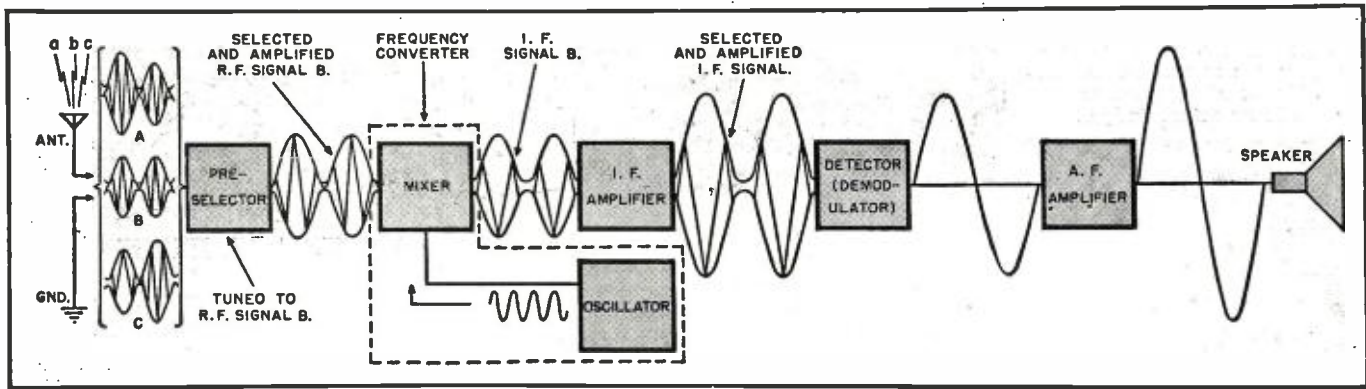 a b c
ANT.
GND.
A
B
C
PRE-
SELECTOR
TUNED TO
R.F. SIGNAL B.
SELECTED
AND AMPLIFIED
R.F. SIGNAL B.
FREQUENCY
CONVERTER
MIXER
OSCILLATOR
I. F.
SIGNAL B.
I. F.
AMPLIFIER
SELECTED
AND AMPLIFIED
I.F. SIGNAL.
DETECTOR
(DEMOD-
ULATOR)
A. F.
AMPLIFIER
SPEAKER